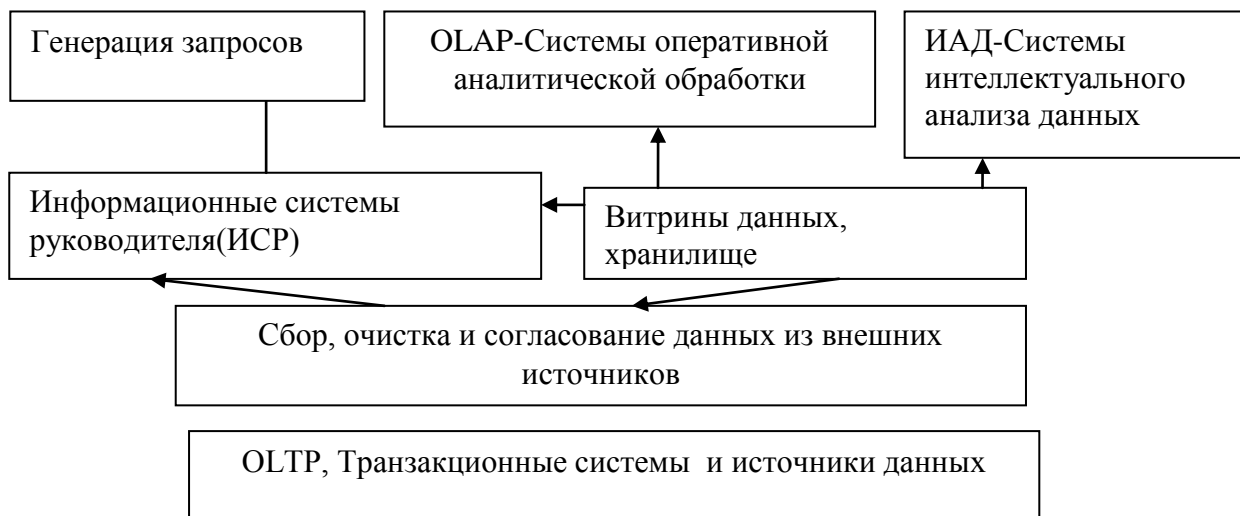 Генерация запросов
OLAP-Системы оперативной
аналитической обработки
ИАД-Системы
интеллектуального
анализа данных
Информационные системы
руководителя(ИСР)
Витрины данных,
хранилище
Сбор, очистка и согласование данных из внешних
источников
OLTP, Транзакционные системы и источники данных